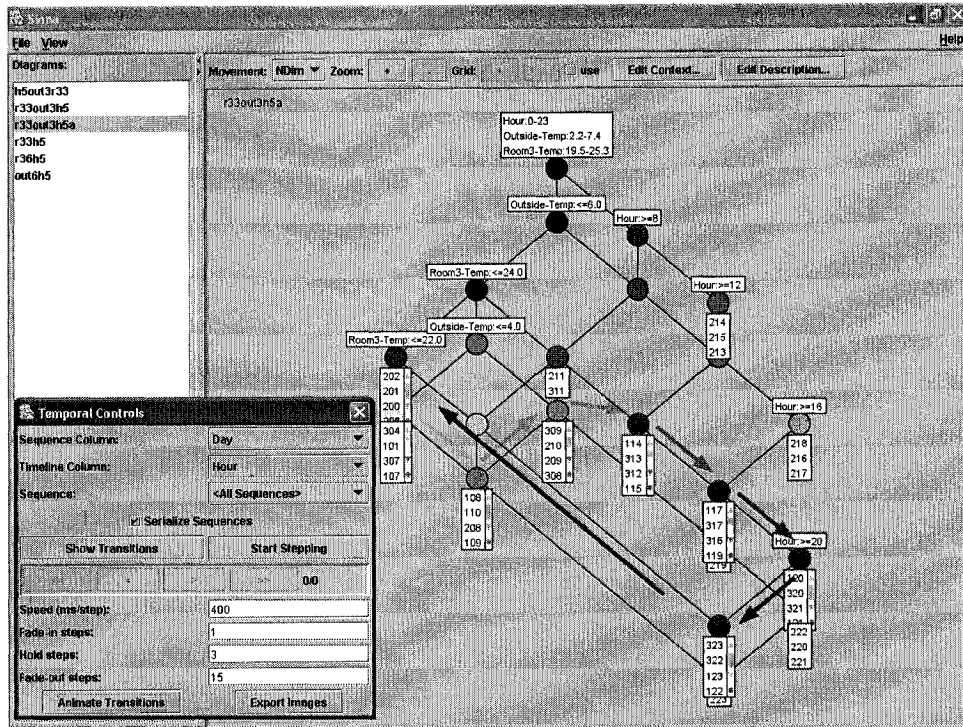 Sinna
File View
Help
Diagrams:
Movement: NDim Zoom: + - Grid: use Edit Context... Edit Description...
h5out3r33
r33out3h5
r33out3h5a
r33h5
r36h5
out6h5
r33out3h5a
Hour:0-23
Outside-Temp:2.2-7.4
Room3-Temp:19.5-25.3
Outside-Temp:<=6.0
Hour:>=8
Room3-Temp:<=24.0
Hour:>=12
Outside-Temp:<=4.0
Room3-Temp:<=22.0
214
215
213
202
201
200
304
101
307
107
211
311
309
210
209
308
114
313
312
115
Hour:>=16
218
216
217
108
110
208
109
117
317
316
119
219
Hour:>=20
120
320
321
222
220
221
323
322
123
122
223
Temporal Controls
Sequence Column: Day
Timeline Column: Hour
Sequence: <All Sequences>
Serialize Sequences
Show Transitions Start Stepping
0/0
Speed (ms/step): 400
Fade-in steps: 1
Hold steps: 3
Fade-out steps: 15
Animate Transitions Export Images